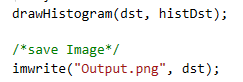 drawHistogram(dst, histDst);
/*save Image*/
imwrite("Output.png", dst);